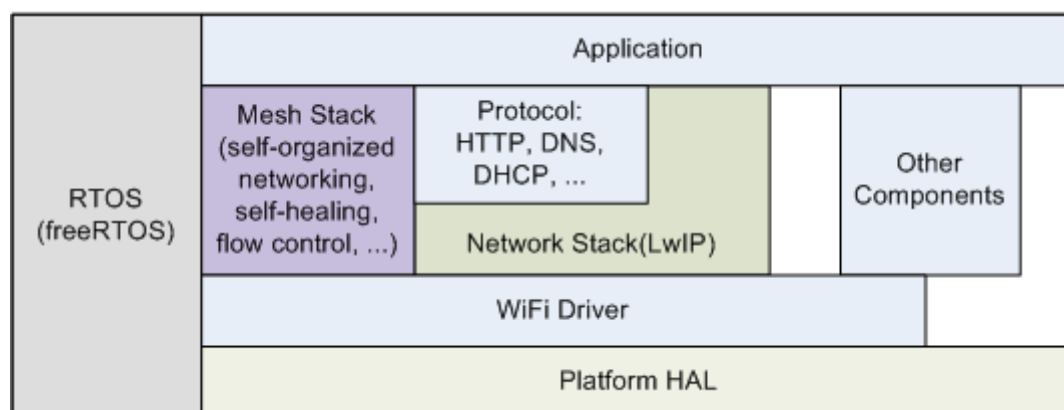 Application
RTOS
(freeRTOS)
Mesh Stack
(self-organized
networking,
self-healing,
flow control, ...)
Protocol:
HTTP, DNS,
DHCP, ...
Network Stack(LwIP)
Other
Components
WiFi Driver
Platform HAL